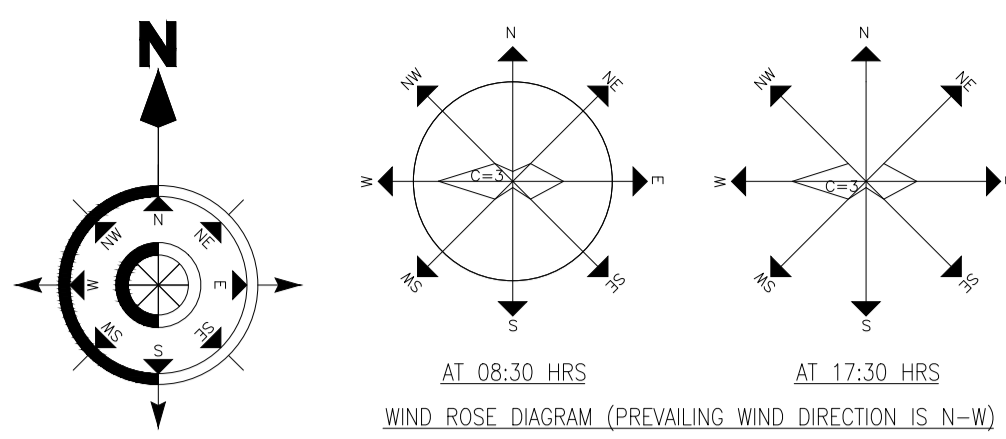 N
N
NE
E
SE
S
SW
W
NW
N
NE
E
SE
S
SW
W
NW
C=3
AT 08:30 HRS
N
NE
E
SE
S
SW
W
NW
C=3
AT 17:30 HRS
WIND ROSE DIAGRAM (PREVAILING WIND DIRECTION IS N-W)